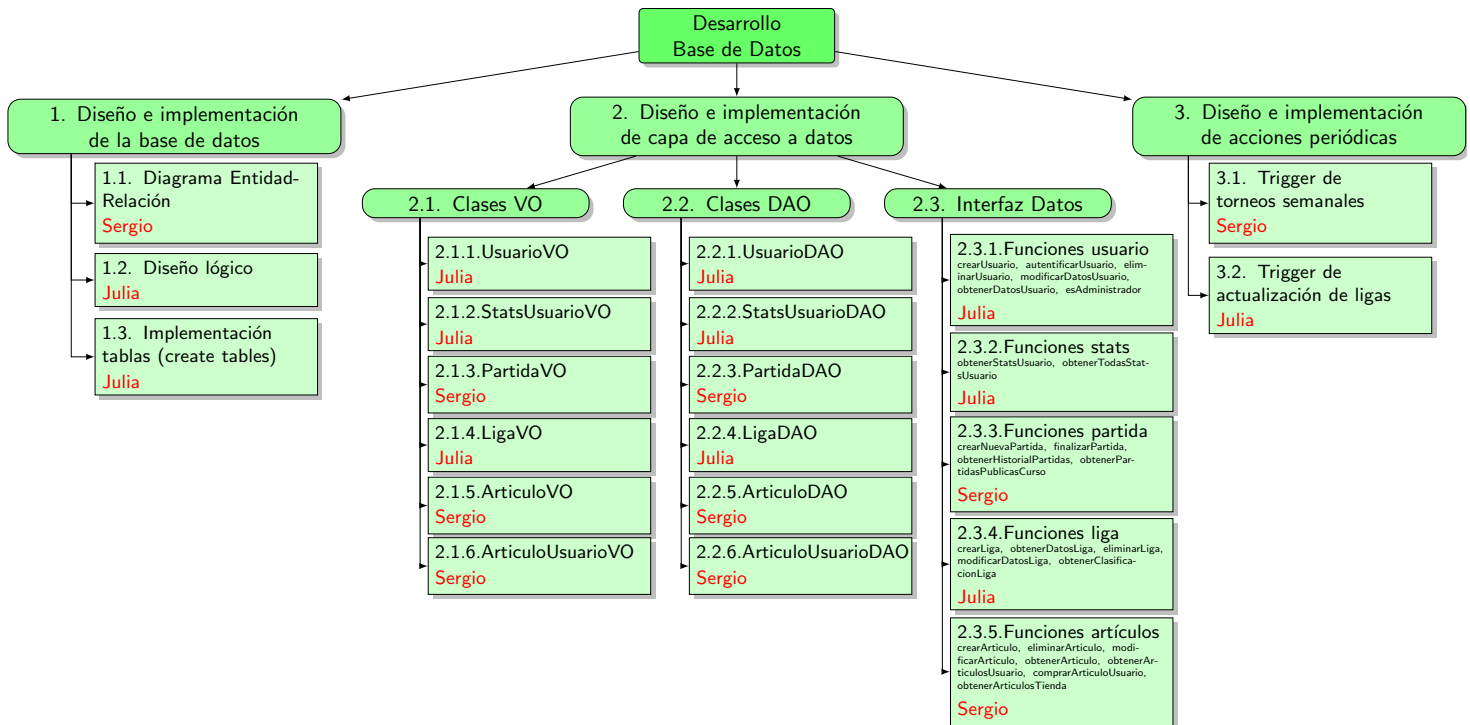 Desarrollo
Base de Datos
1. Diseño e implementación
de la base de datos
1.1. Diagrama Entidad-
Relación
Sergio
1.2. Diseño lógico
Julia
1.3. Implementación
tablas (create tables)
Julia
2. Diseño e implementación
de capa de acceso a datos
2.1. Clases VO
2.1.1.UsuarioVO
Julia
2.1.2.StatsUsuarioVO
Julia
2.1.3.PartidaVO
Sergio
2.1.4.LigaVO
Julia
2.1.5.ArticuloVO
Sergio
2.1.6.ArticuloUsuarioVO
Sergio
2.2. Clases DAO
2.2.1.UsuarioDAO
Julia
2.2.2.StatsUsuarioDAO
Julia
2.2.3.PartidaDAO
Sergio
2.2.4.LigaDAO
Julia
2.2.5.ArticuloDAO
Sergio
2.2.6.ArticuloUsuarioDAO
Sergio
2.3. Interfaz Datos
2.3.1.Funciones usuario
crearUsuario, autentificarUsuario, elim-
inarUsuario, modificarDatosUsuario,
obtenerDatosUsuario, esAdministrador
Julia
2.3.2.Funciones stats
obtenerStatsUsuario, obtenerTodasStat-
sUsuario
Julia
2.3.3.Funciones partida
crearNuevaPartida, finalizarPartida,
obtenerHistorialPartidas, obtenerPar-
tidasPublicasCurso
Sergio
2.3.4.Funciones liga
crearLiga, obtenerDatosLiga, eliminarLiga,
modificarDatosLiga, obtenerClasifica-
cionLiga
Julia
2.3.5.Funciones artículos
crearArticulo, eliminarArticulo, modi-
ficarArticulo, obtenerArticulo, obtenerAr-
ticulosUsuario, comprarArticuloUsuario,
obtenerArticulosTienda
Sergio
3. Diseño e implementación
de acciones periódicas
3.1. Trigger de
torneos semanales
Sergio
3.2. Trigger de
actualización de ligas
Julia